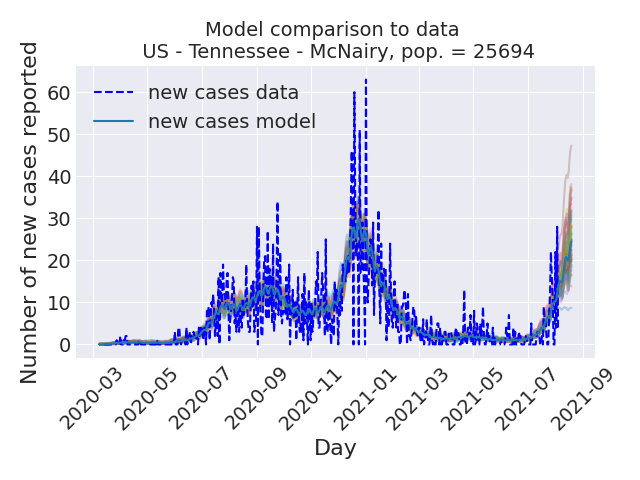 Model comparison to data
US - Tennessee - McNairy, pop. = 25694
Number of new cases reported
60
50
40
30
20
10
0
new cases data
new cases model
2020-03
2020-05
2020-07
2020-09
2020-11
2021-01
2021-03
2021-05
2021-07
2021-09
Day